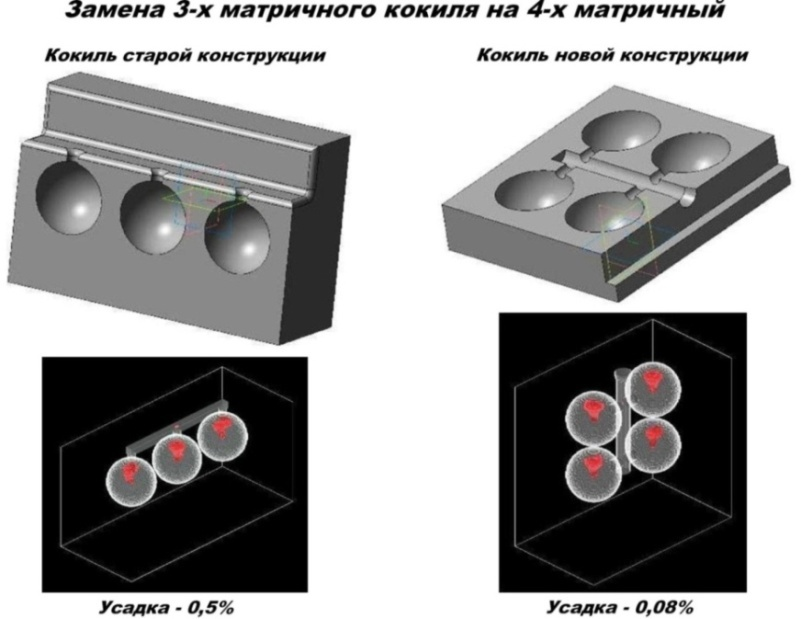 Замена 3-х матричного кокиля на 4-х матричный
Кокиль старой конструкции
Кокиль новой конструкции
Усадка - 0,5%
Усадка - 0,08%